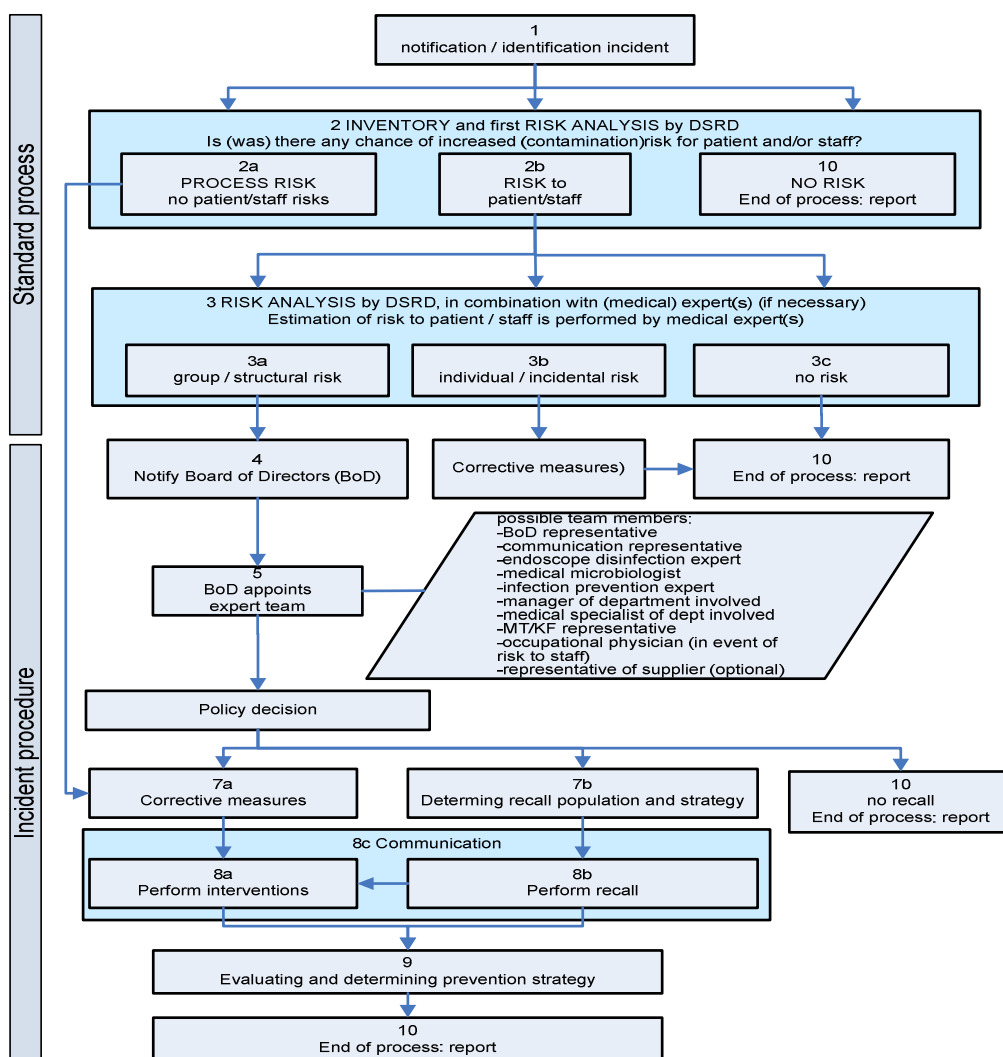 Standard process
Incident procedure
1
notification / identification incident
2 INVENTORY and first RISK ANALYSIS by DSRD
Is (was) there any chance of increased (contamination)risk for patient and/or staff?
2a
PROCESS RISK
no patient/staff risks
2b
RISK to
patient/staff
10
NO RISK
End of process: report
3 RISK ANALYSIS by DSRD, in combination witn (medical) expert(s) (if necessary)
Estimation of risk to patient / staff is performed by medical expert(s)
3a
group / structural risk
3b
individual / incidental risk
3c
no risk
4
Notify Board of Directors (BoD)
Corrective measures)
10
End of process: report
5
BoD appoints
expert team
possible team members:
-BoD representative
-communication representative
-endoscope disinfection expert
-medical microbiologist
-infection prevention expert
-manager of department involved
-medical specialist of dept involved
-MT/KF representative
-occupational physician (in event of
risk to staff)
-representative of supplier (optional)
Policy decision
7a
Corrective measures
7b
Determing recall population and strategy
10
no recall
End of process: report
8c Communication
8a
Perform interventions
8b
Perform recall
9
Evaluating and determining prevention strategy
10
End of process: report